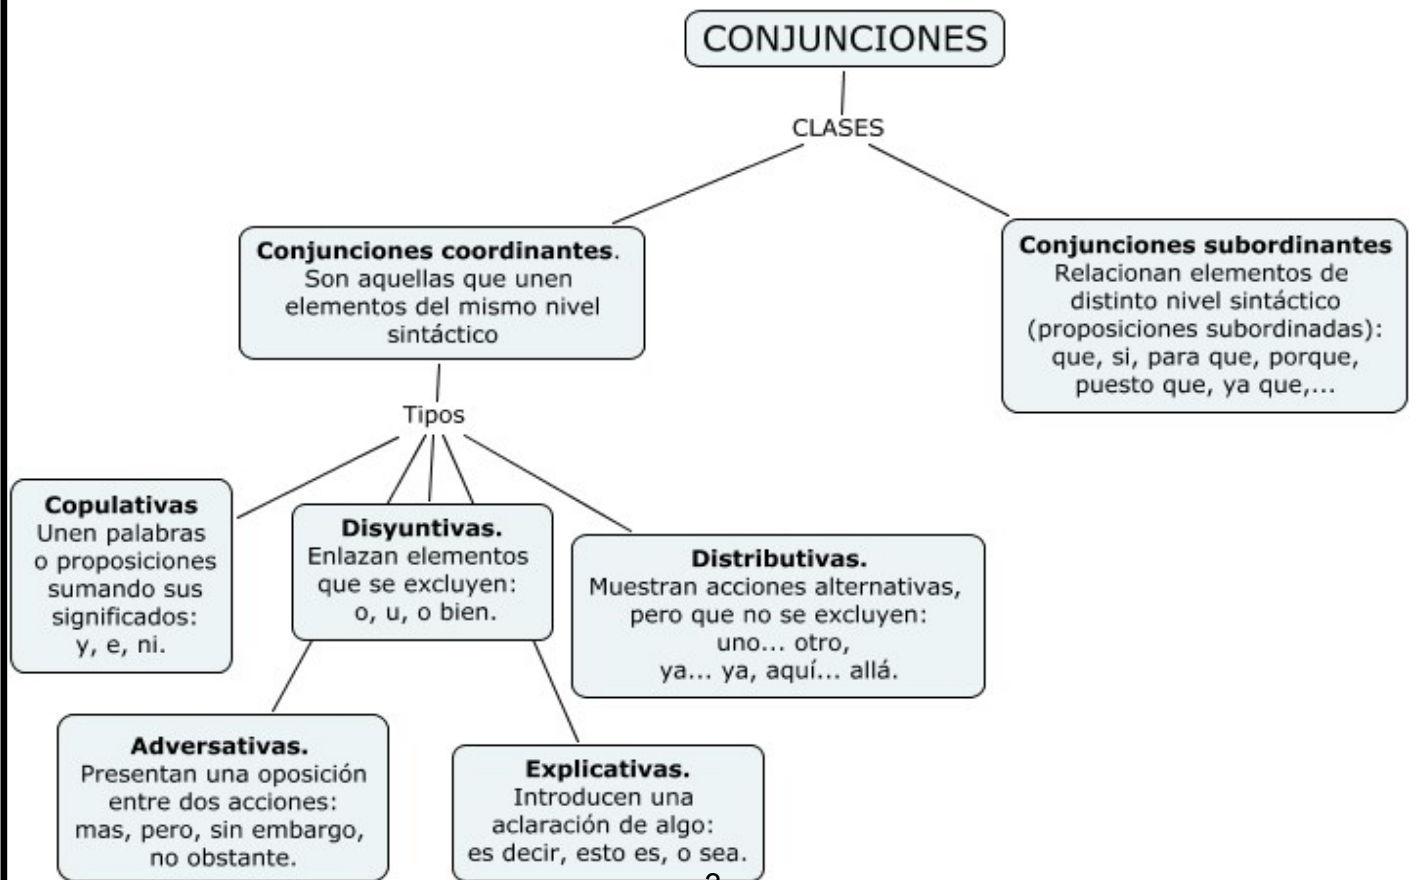 CONJUNCIONES
CLASES
Conjunciones coordinantes.
Son aquellas que unen
elementos del mismo nivel
sintáctico
Conjunciones subordinantes
Relacionan elementos de
distinto nivel sintáctico
(proposiciones subordinadas):
que, si, para que, porque,
puesto que, ya que,...
Tipos
Copulativas
Unen palabras
o proposiciones
sumando sus
significados:
y, e, ni.
Disyuntivas.
Enlazan elementos
que se excluyen:
o, u, o bien.
Distributivas.
Muestran acciones alternativas,
pero que no se excluyen:
uno... otro,
ya... ya, aquí... allá.
Adversativas.
Presentan una oposición
entre dos acciones:
mas, pero, sin embargo,
no obstante.
Explicativas.
Introducen una
aclaración de algo:
es decir, esto es, o sea.